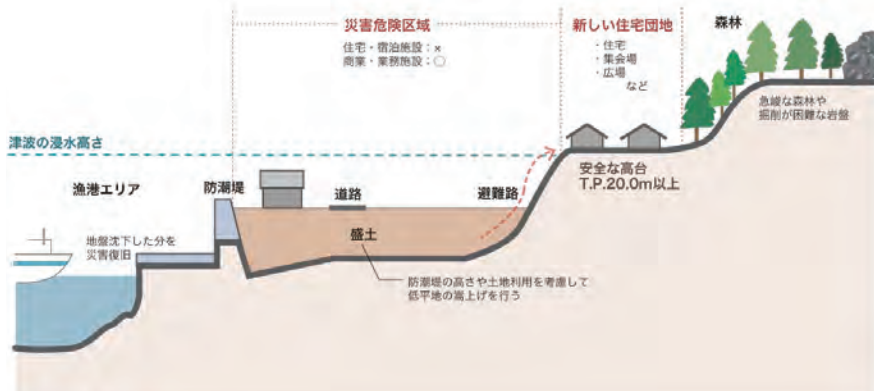 災害危険区域
住宅・宿泊施設：×
商業・業務施設：○
新しい住宅団地
・住宅
・集会場
・広場
など
森林
急峻な森林や
掘削が困難な岩盤
津波の浸水高さ
安全な高台
T.P.20.0m以上
漁港エリア
防潮堤
道路
避難路
地盤沈下した分を
災害復旧
盛土
防潮堤の高さや土地利用を考慮して
低平地の嵩上げを行う